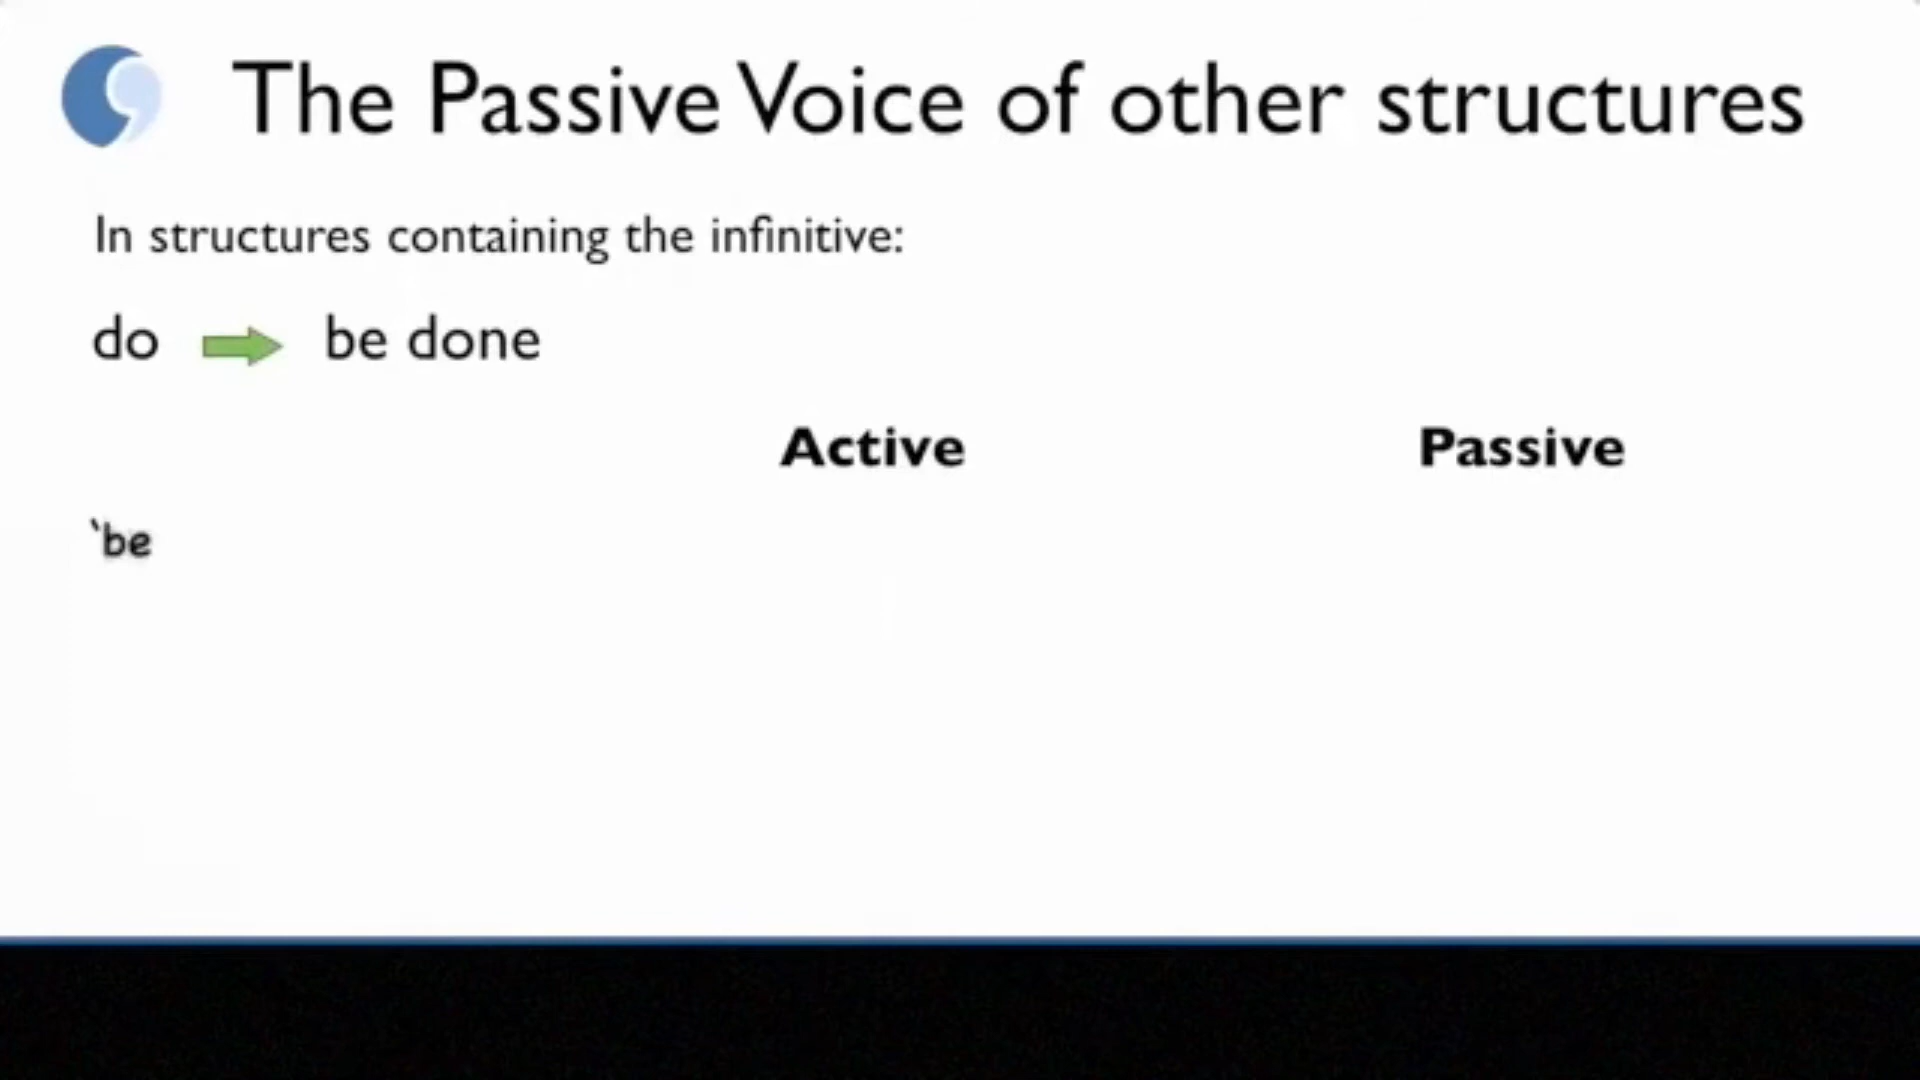 The Passive Voice of other structures
In structures containing the infinitive:
do be done
Active Passive
‛be